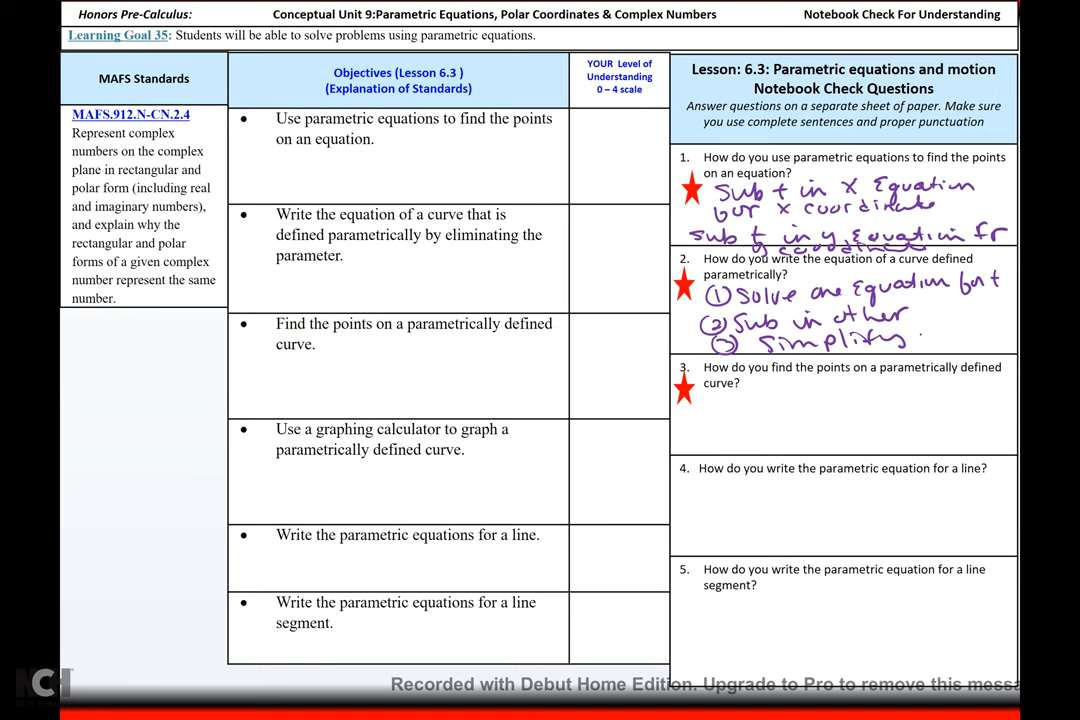 Honors Pre-Calculus: Conceptual Unit 9:Parametric Equations, Polar Coordinates & Complex Numbers Notebook Check For Understanding
Learning Goal 35: Students will be able to solve problems using parametric equations.
MAFS Standards
MAFS.912.N-CN.2.4
Represent complex
numbers on the complex
plane in rectangular and
polar form (including real
and imaginary numbers),
and explain why the
rectangular and polar
forms of a given complex
number represent the same
number.
Objectives (Lesson 6.3 )
(Explanation of Standards)
• Use parametric equations to find the points
on an equation.
• Write the equation of a curve that is
defined parametrically by eliminating the
parameter.
• Find the points on a parametrically defined
curve.
• Use a graphing calculator to graph a
parametrically defined curve.
• Write the parametric equations for a line.
• Write the parametric equations for a line
segment.
YOUR Level of
Understanding
0 – 4 scale
Lesson: 6.3: Parametric equations and motion
Notebook Check Questions
Answer questions on a separate sheet of paper. Make sure
you use complete sentences and proper punctuation
1. How do you use parametric equations to find the points
on an equation?
Sub t in x Equation
for x coordinate
sub t in y Equation fr
y coordinate
2. How do you write the equation of a curve defined
parametrically?
① Solve one Equation for t
② Sub in other
③ Simplify
3. How do you find the points on a parametrically defined
curve?
4. How do you write the parametric equation for a line?
5. How do you write the parametric equation for a line
segment?
NCH
Recorded with Debut Home Edition. Upgrade to Pro to remove this messa